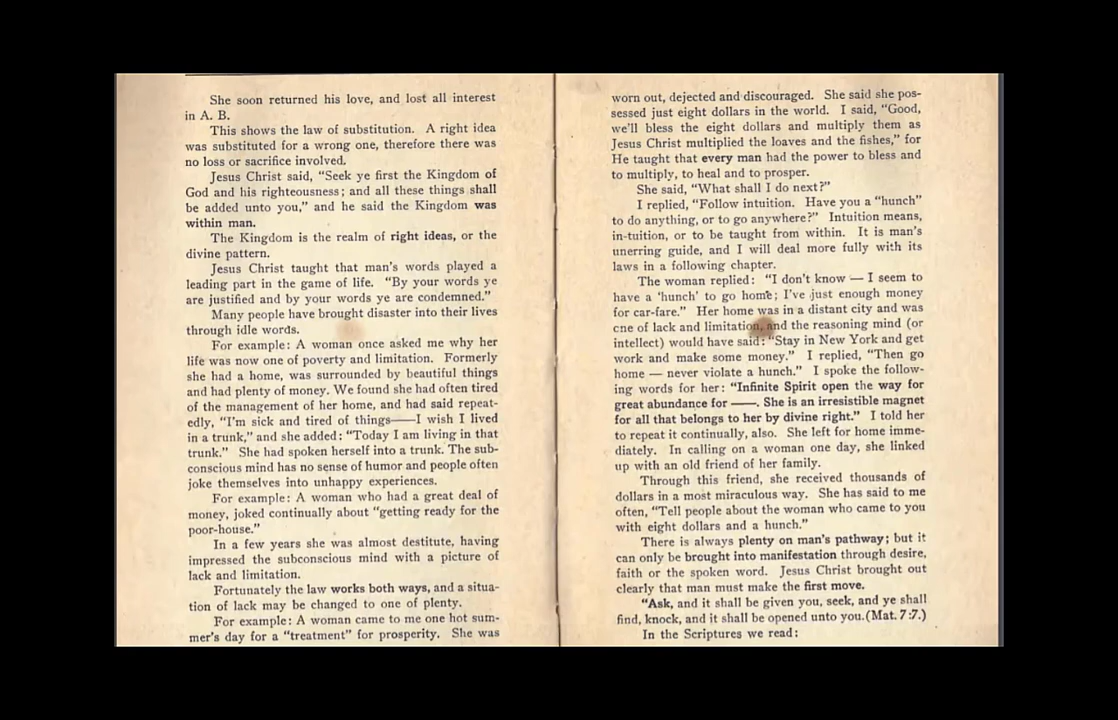 She soon returned his love, and lost all interest
in A. B.
This shows the law of substitution. A right idea
was substituted for a wrong one, therefore there was
no loss or sacrifice involved.
Jesus Christ said, “Seek ye first the Kingdom of
God and his righteousness; and all these things shall
be added unto you,” and he said the Kingdom was
within man.
The Kingdom is the realm of right ideas, or the
divine pattern.
Jesus Christ taught that man's words played a
leading part in the game of life. “By your words ye
are justified and by your words ye are condemned.”
Many people have brought disaster into their lives
through idle words.
For example: A woman once asked me why her
life was now one of poverty and limitation. Formerly
she had a home, was surrounded by beautiful things
and had plenty of money. We found she had often tired
of the management of her home, and had said repeat-
edly, “I'm sick and tired of things——I wish I lived
in a trunk,” and she added: “Today I am living in that
trunk.” She had spoken herself into a trunk. The sub-
conscious mind has no sense of humor and people often
joke themselves into unhappy experiences.
For example: A woman who had a great deal of
money, joked continually about “getting ready for the
poor-house.”
In a few years she was almost destitute, having
impressed the subconscious mind with a picture of
lack and limitation.
Fortunately the law works both ways, and a situa-
tion of lack may be changed to one of plenty.
For example: A woman came to me one hot sum-
mer's day for a “treatment” for prosperity. She was
worn out, dejected and discouraged. She said she pos-
sessed just eight dollars in the world. I said, “Good,
we'll bless the eight dollars and multiply them as
Jesus Christ multiplied the loaves and the fishes,” for
He taught that every man had the power to bless and
to multiply, to heal and to prosper.
She said, “What shall I do next?”
I replied, “Follow intuition. Have you a “hunch”
to do anything, or to go anywhere?” Intuition means,
in-tuition, or to be taught from within. It is man's
unerring guide, and I will deal more fully with its
laws in a following chapter.
The woman replied: “I don't know — I seem to
have a 'hunch' to go home; I've just enough money
for car-fare.” Her home was in a distant city and was
one of lack and limitation, and the reasoning mind (or
intellect) would have said: “Stay in New York and get
work and make some money.” I replied, “Then go
home — never violate a hunch.” I spoke the follow-
ing words for her: “Infinite Spirit open the way for
great abundance for ——. She is an irresistible magnet
for all that belongs to her by divine right.” I told her
to repeat it continually, also. She left for home imme-
diately. In calling on a woman one day, she linked
up with an old friend of her family.
Through this friend, she received thousands of
dollars in a most miraculous way. She has said to me
often, “Tell people about the woman who came to you
with eight dollars and a hunch.”
There is always plenty on man's pathway; but it
can only be brought into manifestation through desire,
faith or the spoken word. Jesus Christ brought out
clearly that man must make the first move.
“Ask, and it shall be given you, seek, and ye shall
find, knock, and it shall be opened unto you.(Mat. 7:7.)
In the Scriptures we read: